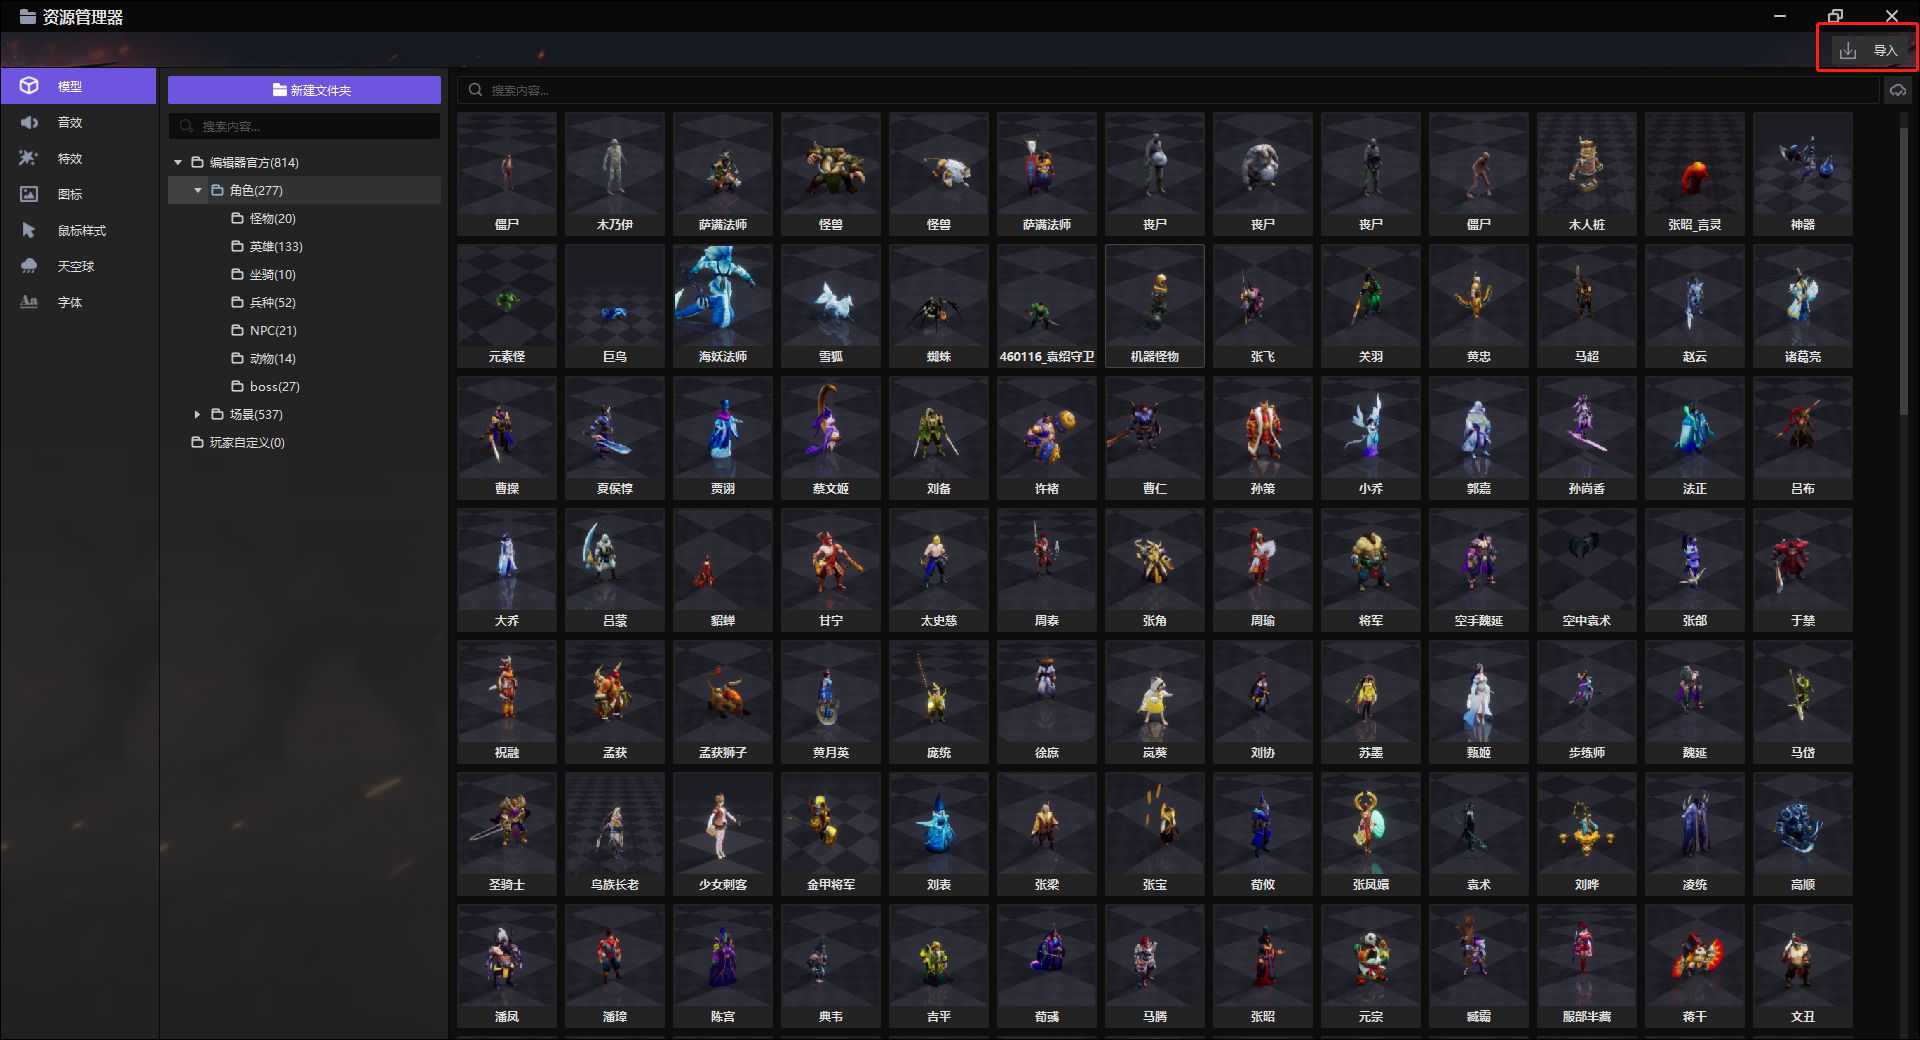 资源管理器
导入
模型
音效
特效
图标
鼠标样式
天空球
Aa
字体
新建文件夹
搜索内容...
编辑器官方(814)
角色(277)
怪物(20)
英雄(133)
坐骑(10)
兵种(52)
NPC(21)
动物(14)
boss(27)
场景(537)
玩家自定义(0)
搜索内容...
僵尸
木乃伊
萨满法师
怪兽
怪兽
萨满法师
丧尸
丧尸
丧尸
僵尸
木人桩
张昭_言灵
神器
元素怪
巨鸟
海妖法师
雪狐
蜘蛛
460116_袁绍守卫
机器怪物
张飞
关羽
黄忠
马超
赵云
诸葛亮
曹操
夏侯惇
贾诩
蔡文姬
刘备
许褚
曹仁
孙策
小乔
郭嘉
孙尚香
法正
吕布
大乔
吕蒙
貂蝉
甘宁
太史慈
周泰
张角
周瑜
将军
空手魏延
空中袁术
张郃
于禁
祝融
孟获
孟获狮子
黄月英
庞统
徐庶
岚葵
刘协
苏墨
甄姬
步练师
魏延
马岱
圣骑士
鸟族长老
少女刺客
金甲将军
刘表
张梁
张宝
荀攸
张凤嬛
袁术
刘晔
凌统
高顺
潘凤
潘璋
陈宫
典韦
吉平
荀彧
马腾
张昭
元宗
臧霸
服部半藏
蒋干
文丑